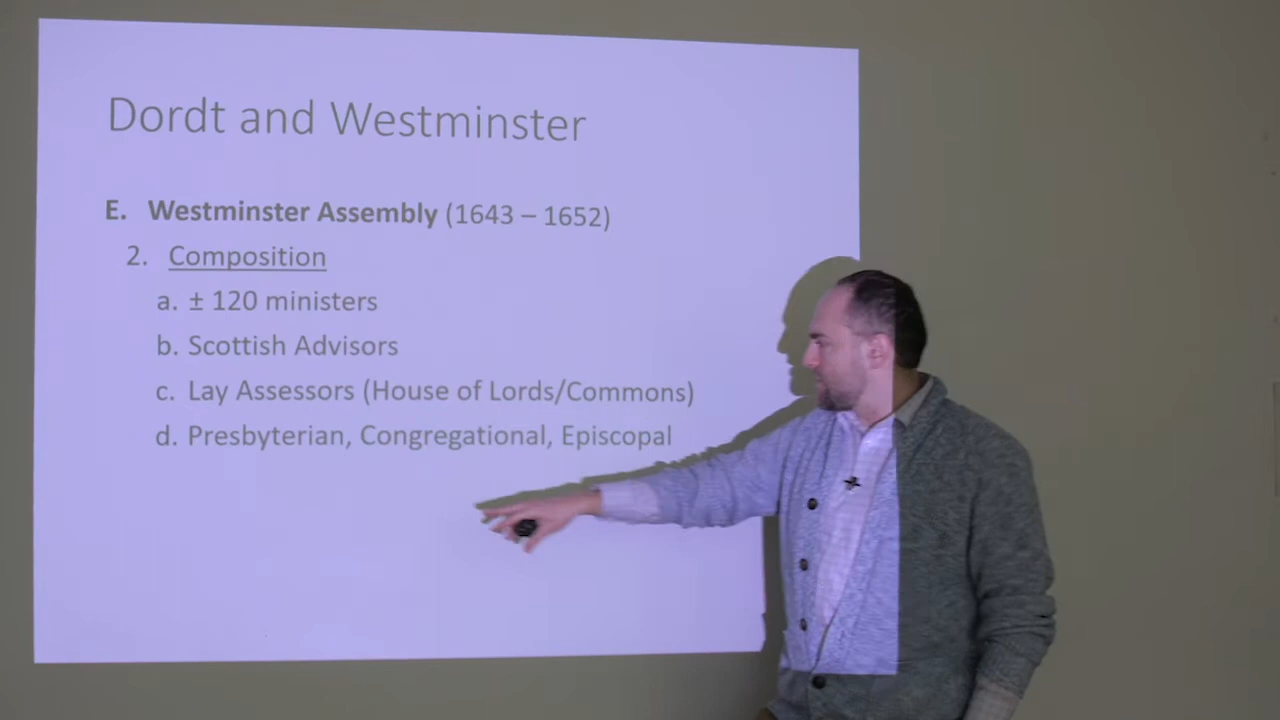 Dordt and Westminster
E. Westminster Assembly (1643 – 1652)
2. Composition
a. ± 120 ministers
b. Scottish Advisors
c. Lay Assessors (House of Lords/Commons)
d. Presbyterian, Congregational, Episcopal